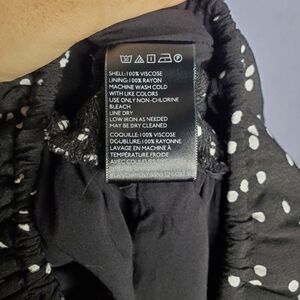 SHELL:100% VISCOSE
LINING:100% RAYON
MACHINE WASH COLD
WITH LIKE COLORS
USE ONLY NON-CHLORINE
BLEACH
LINE DRY
LOW IRON AS NEEDED
MAY BE DRY CLEANED
COQUILLE:100% VISCOSE
DOUBLURE:100% RAYONNE
LAVAGE EN MACHINE À
TEMPÉRATURE FROIDE
AVEC COULEURS